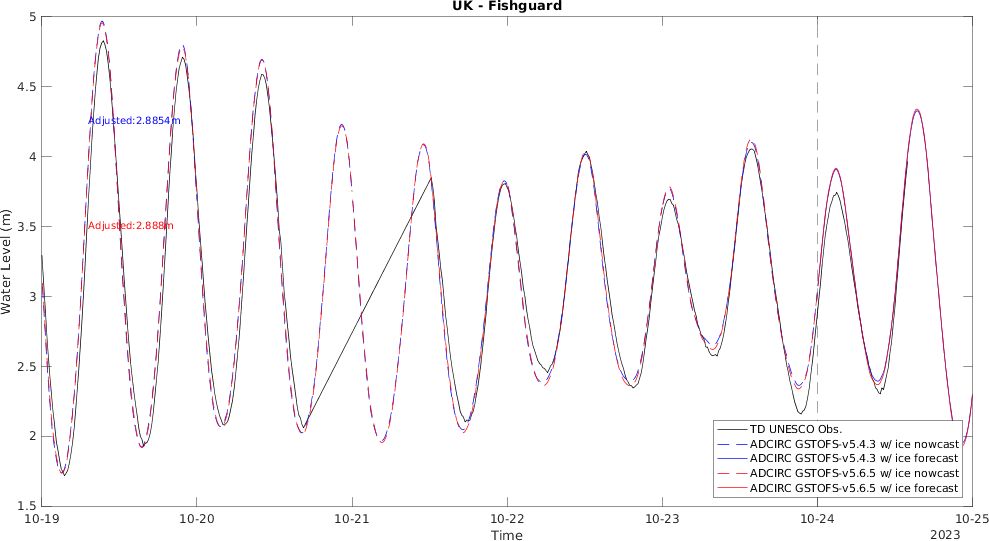 UK - Fishguard
5
4.5
4
3.5
3
2.5
2
1.5
Water Level (m)
Adjusted:2.8854m
Adjusted:2.888m
TD UNESCO Obs.
ADCIRC GSTOFS-v5.4.3 w/ ice nowcast
ADCIRC GSTOFS-v5.4.3 w/ ice forecast
ADCIRC GSTOFS-v5.6.5 w/ ice nowcast
ADCIRC GSTOFS-v5.6.5 w/ ice forecast
10-19 10-20 10-21 10-22 10-23 10-24 10-25
Time
2023